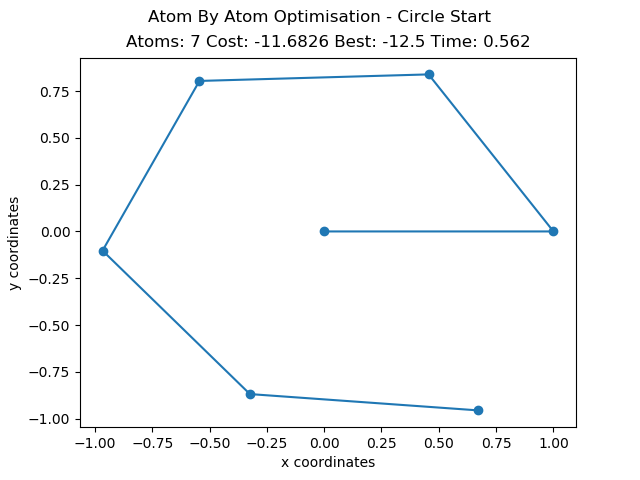 Atom By Atom Optimisation - Circle Start
Atoms: 7 Cost: -11.6826 Best: -12.5 Time: 0.562
0.75
0.50
0.25
0.00
−0.25
−0.50
−0.75
−1.00
y coordinates
−1.00 −0.75 −0.50 −0.25 0.00 0.25 0.50 0.75 1.00
x coordinates